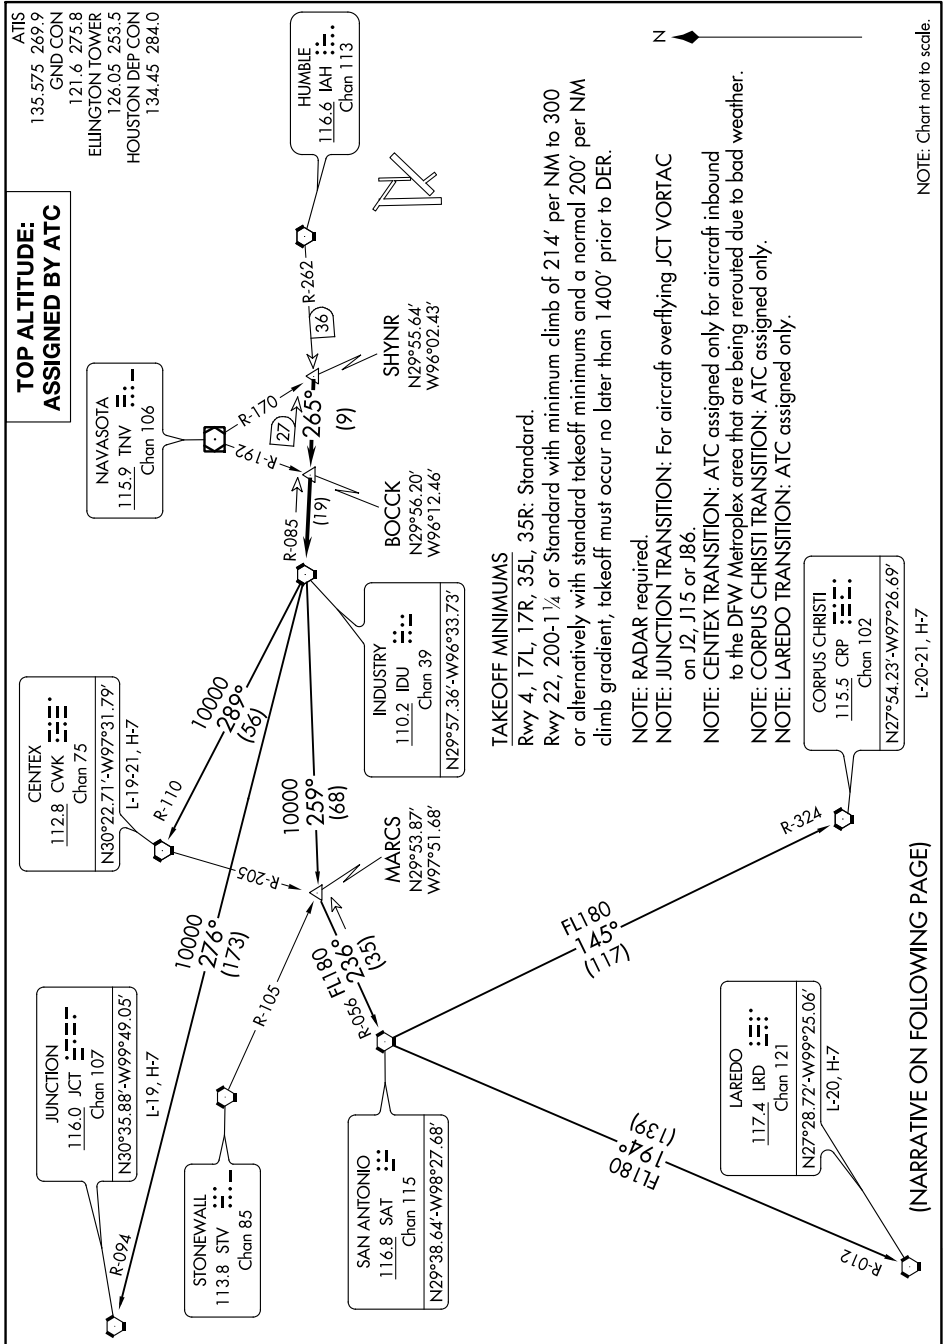 ATIS
135.575 269.9
GND CON
121.6 275.8
ELLINGTON TOWER
126.05 253.5
HOUSTON DEP CON
134.45 284.0
TOP ALTITUDE:
ASSIGNED BY ATC
HUMBLE
116.6 IAH
Chan 113
NAVASOTA
115.9 TNV
Chan 106
R-262
36
R-170
27
R-192
265°
(9)
SHYNR
N29°55.64'
W96°02.43'
BOCCK
N29°56.20'
W96°12.46'
R-085
(19)
INDUSTRY
110.2 IDU
Chan 39
N29°57.36'-W96°33.73'
CENTEX
112.8 CWK
Chan 75
N30°22.71'-W97°31.79'
L-19-21, H-7
R-110
10000
289°
(56)
R-205
10000
259°
(68)
MARCS
N29°53.87'
W97°51.68'
10000
276°
(173)
JUNCTION
116.0 JCT
Chan 107
N30°35.88'-W99°49.05'
L-19, H-7
R-094
STONEWALL
113.8 STV
Chan 85
R-105
R-056
FL180
236°
(35)
SAN ANTONIO
116.8 SAT
Chan 115
N29°38.64'-W98°27.68'
FL180
145°
(117)
R-324
CORPUS CHRISTI
115.5 CRP
Chan 102
N27°54.23'-W97°26.69'
L-20-21, H-7
FL180
194°
(139)
R-012
LAREDO
117.4 LRD
Chan 121
N27°28.72'-W99°25.06'
L-20, H-7
N
TAKEOFF MINIMUMS
Rwy 4, 17L, 17R, 35L, 35R: Standard.
Rwy 22, 200-1¼ or Standard with minimum climb of 214' per NM to 300
or alternatively with standard takeoff minimums and a normal 200' per NM
climb gradient, takeoff must occur no later than 1400' prior to DER.
NOTE: RADAR required.
NOTE: JUNCTION TRANSITION: For aircraft overflying JCT VORTAC
on J2, J15 or J86.
NOTE: CENTEX TRANSITION: ATC assigned only for aircraft inbound
to the DFW Metroplex area that are being rerouted due to bad weather.
NOTE: CORPUS CHRISTI TRANSITION: ATC assigned only.
NOTE: LAREDO TRANSITION: ATC assigned only.
(NARRATIVE ON FOLLOWING PAGE)
NOTE: Chart not to scale.